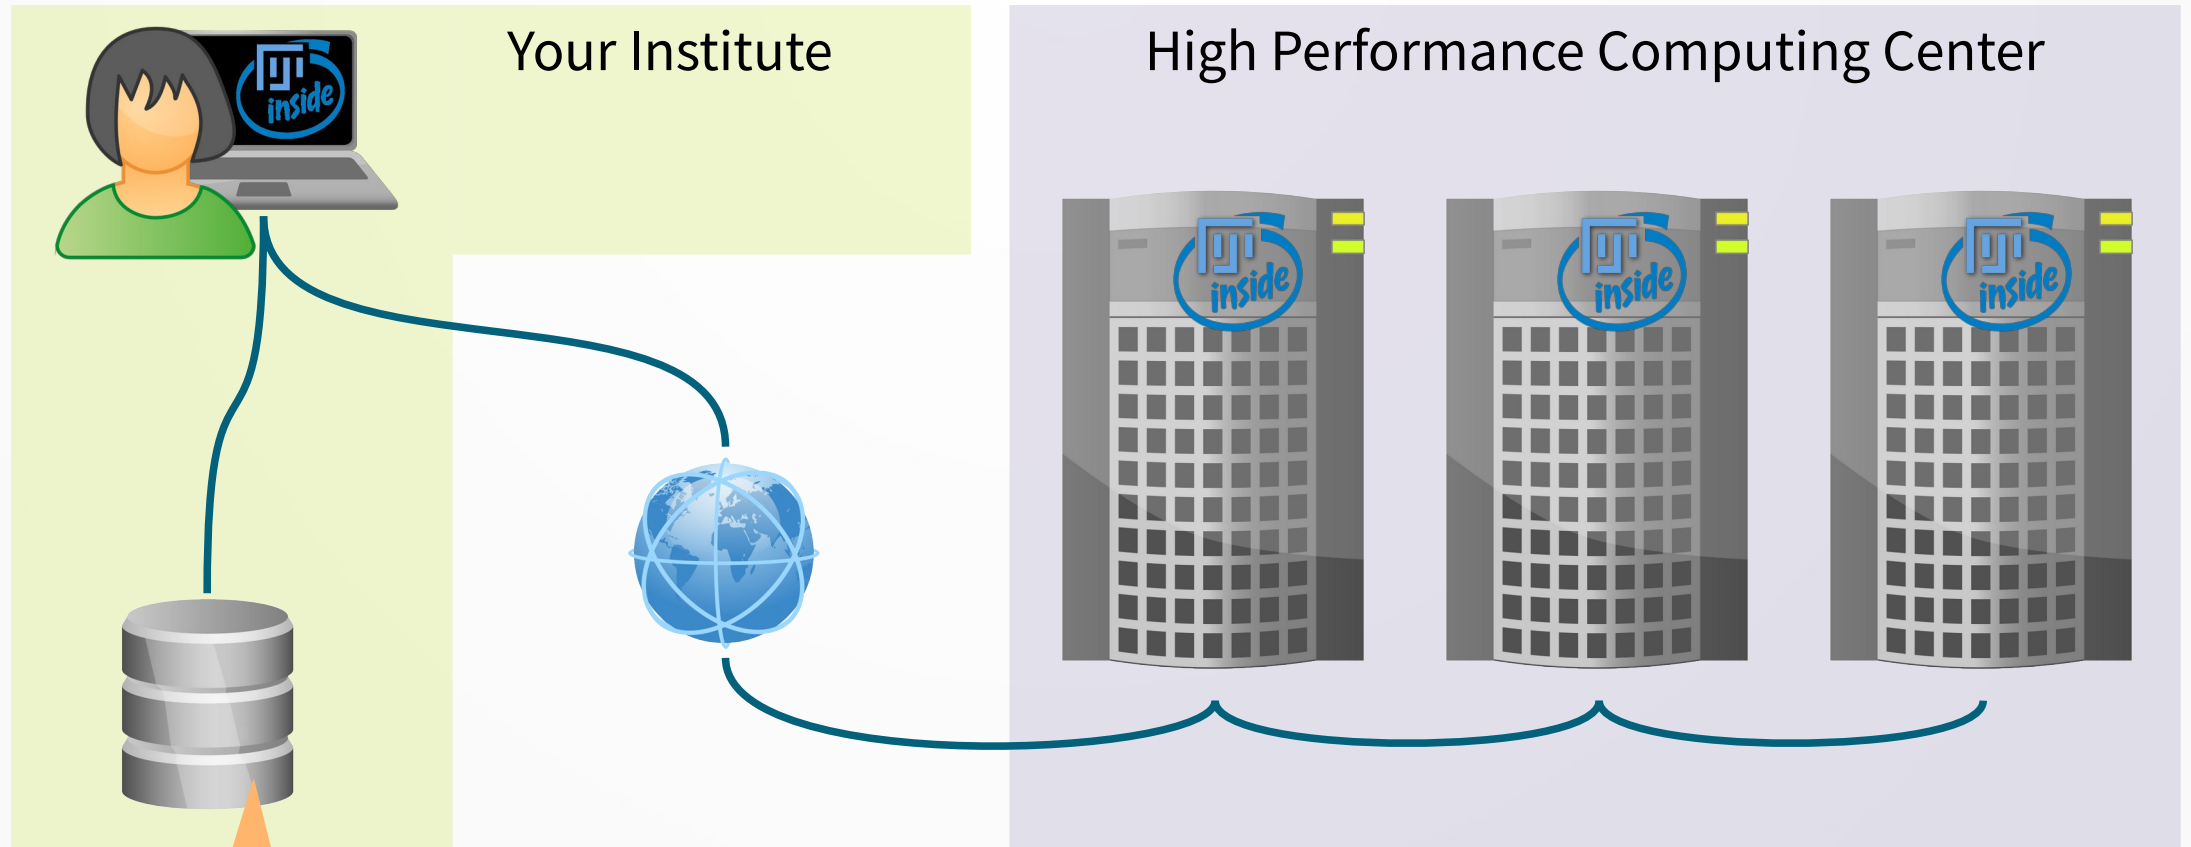 Your Institute
High Performance Computing Center
inside
inside
inside
inside